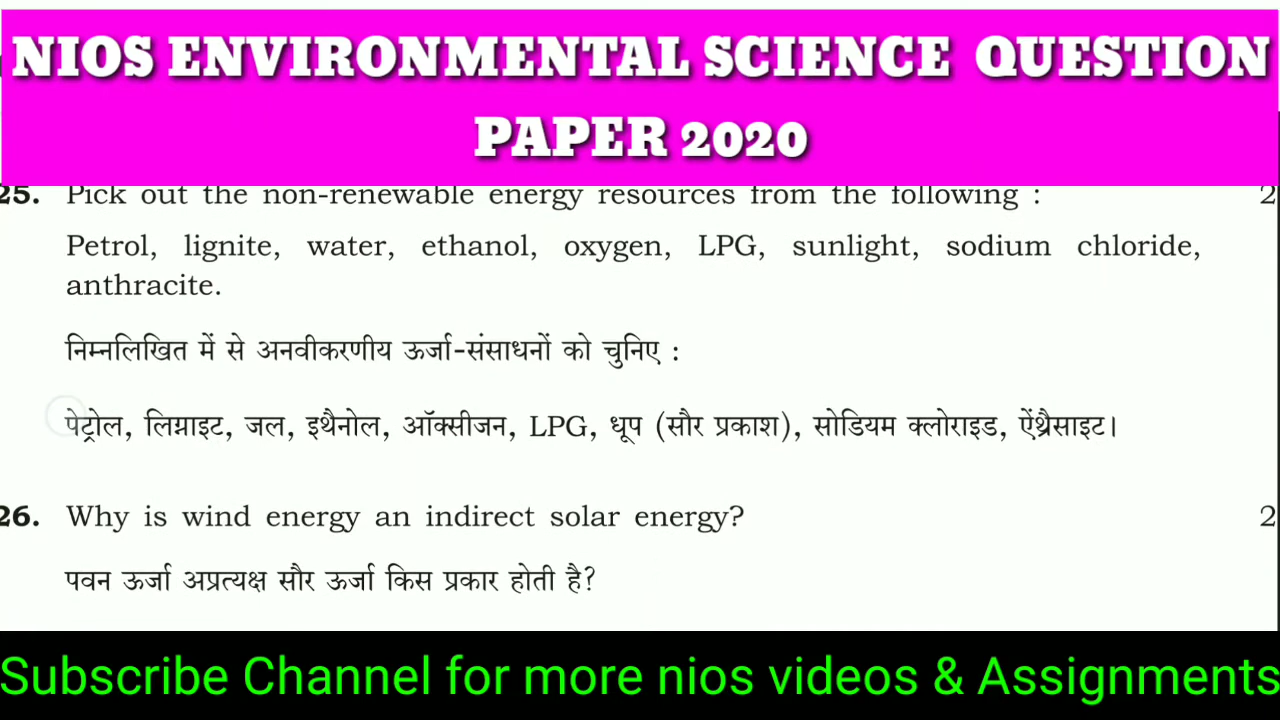 NIOS ENVIRONMENTAL SCIENCE QUESTION
PAPER 2020
25. Pick out the non-renewable energy resources from the following : 2
Petrol, lignite, water, ethanol, oxygen, LPG, sunlight, sodium chloride,
anthracite.
निम्नलिखित में से अनवीकरणीय ऊर्जा-संसाधनों को चुनिए :
पेट्रोल, लिग्नाइट, जल, इथैनोल, ऑक्सीजन, LPG, धूप (सौर प्रकाश), सोडियम क्लोराइड, ऐंथ्रैसाइट।
26. Why is wind energy an indirect solar energy? 2
पवन ऊर्जा अप्रत्यक्ष सौर ऊर्जा किस प्रकार होती है?
Subscribe Channel for more nios videos & Assignments